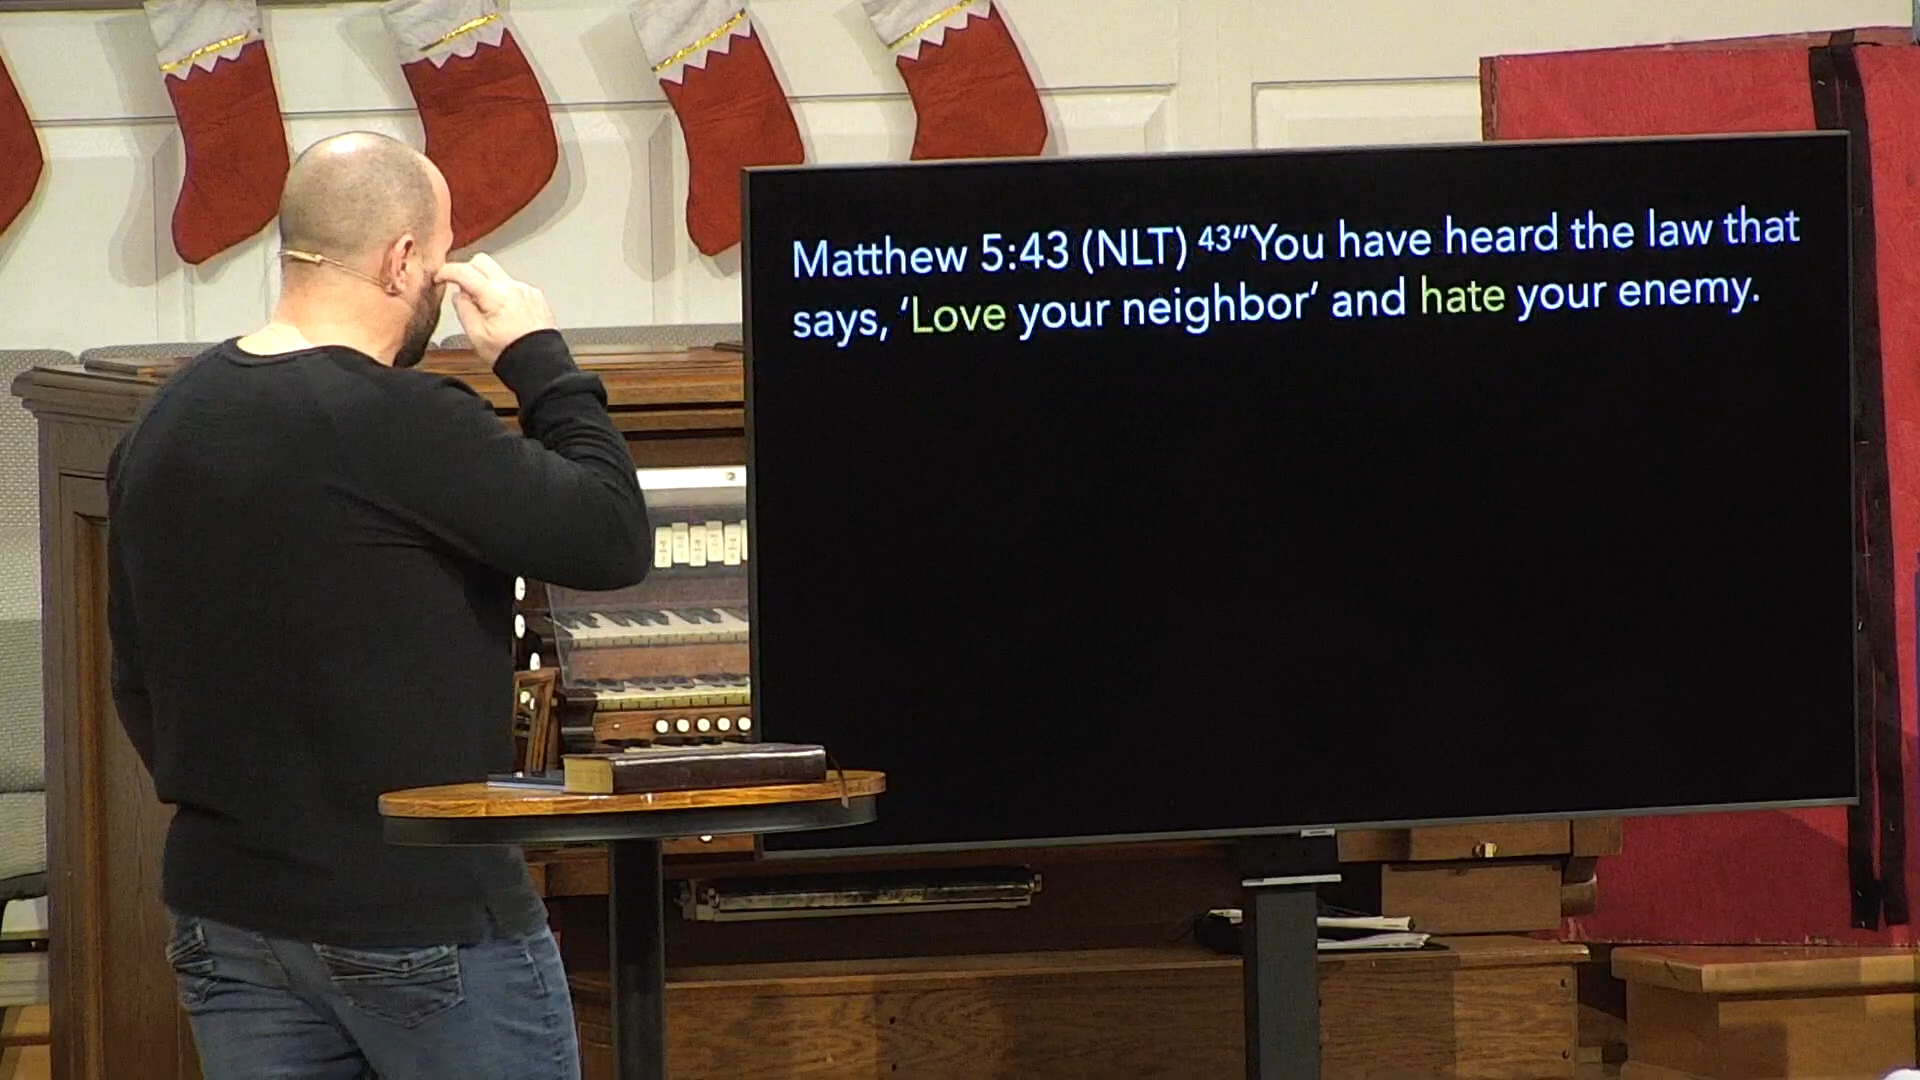 Matthew 5:43 (NLT) 43“You have heard the law that
says, ‘Love your neighbor’ and hate your enemy.